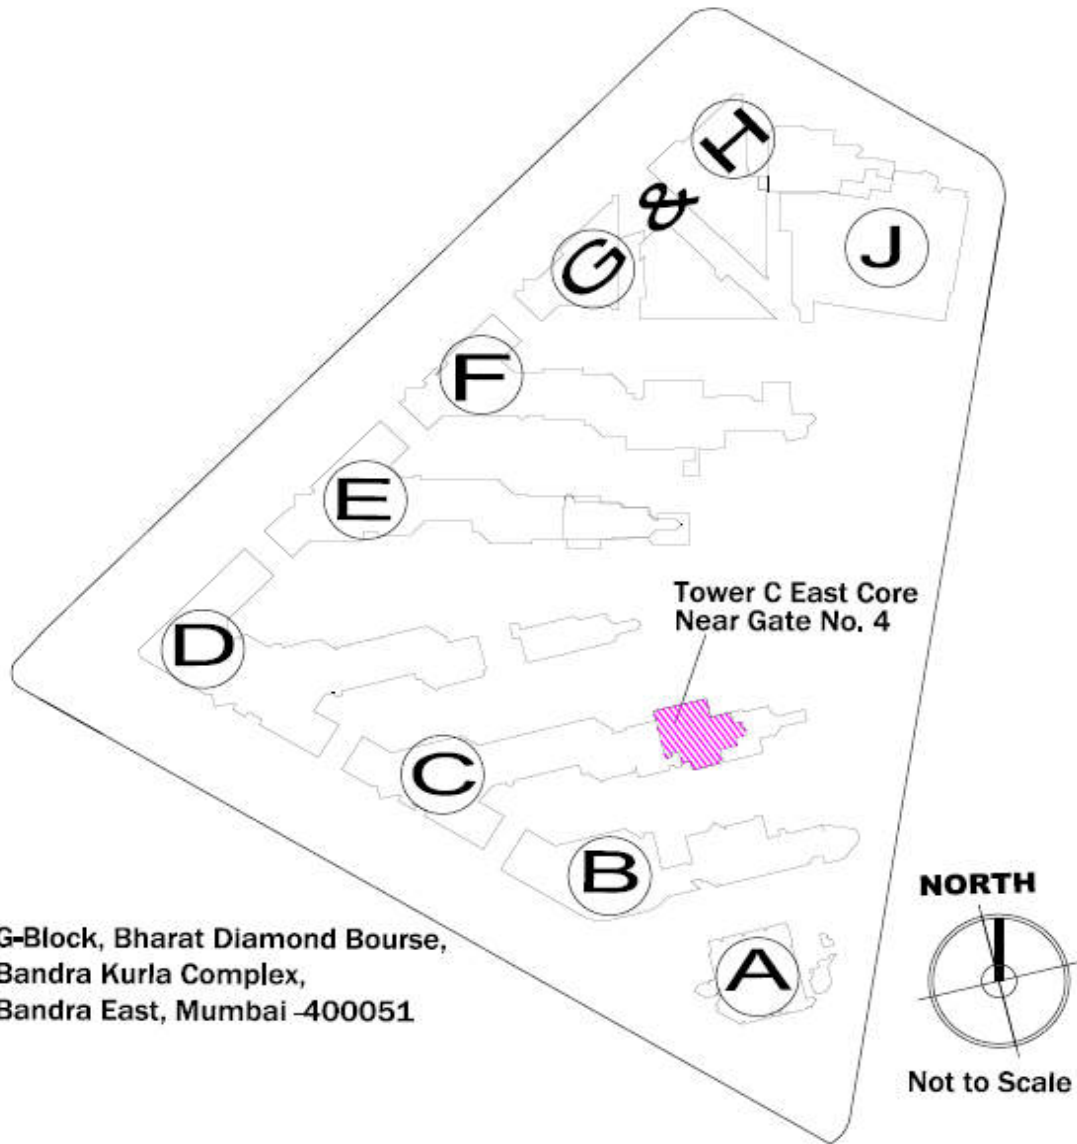 H
&
G
J
F
E
Tower C East Core
Near Gate No. 4
D
C
B
NORTH
A
G-Block, Bharat Diamond Bourse,
Bandra Kurla Complex,
Bandra East, Mumbai -400051
Not to Scale